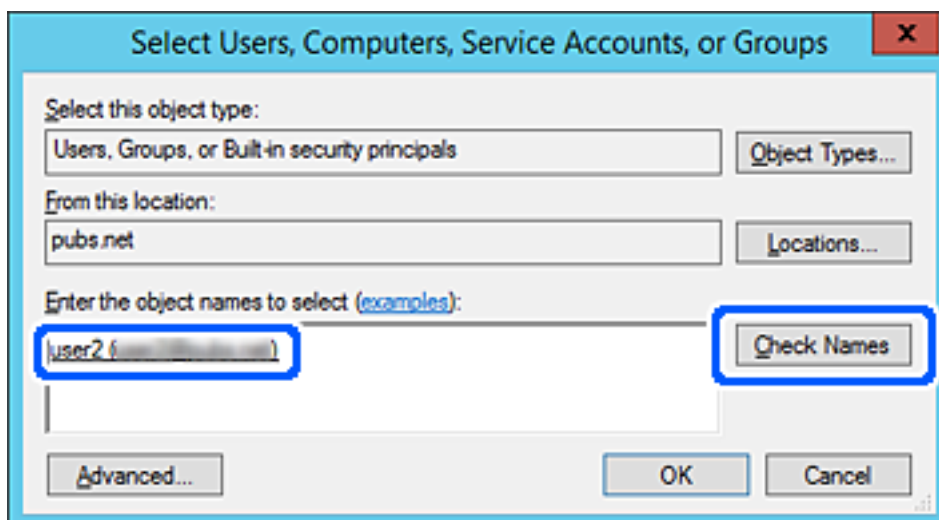 Select Users, Computers, Service Accounts, or Groups
x
Select this object type:
Users, Groups, or Built-in security principals
Object Types...
From this location:
pubs.net
Locations...
Enter the object names to select (examples):
user2 ( )
Check Names
Advanced...
OK
Cancel